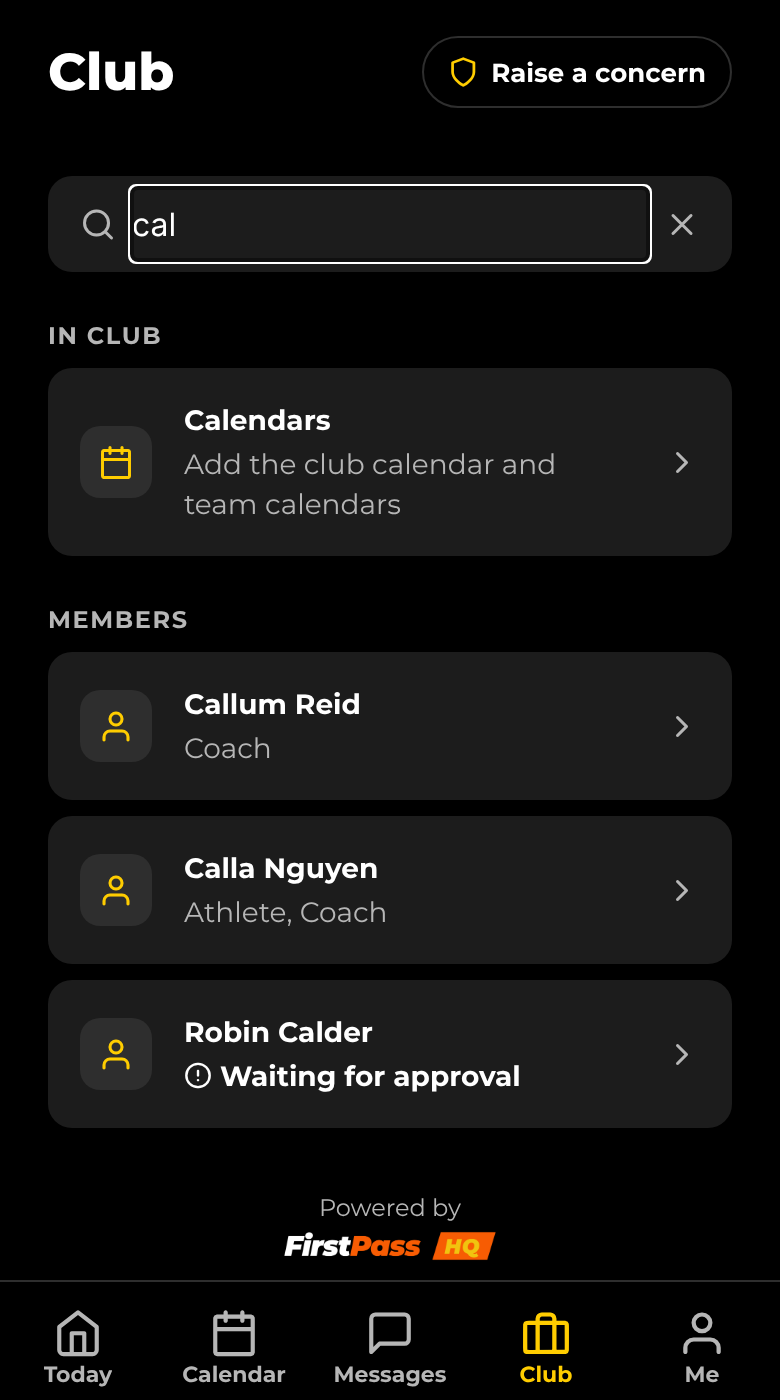 Club
Raise a concern
cal
IN CLUB
Calendars
Add the club calendar and
team calendars
MEMBERS
Callum Reid
Coach
Calla Nguyen
Athlete, Coach
Robin Calder
Waiting for approval
Powered by
FirstPass HQ
Today
Calendar
Messages
Club
Me